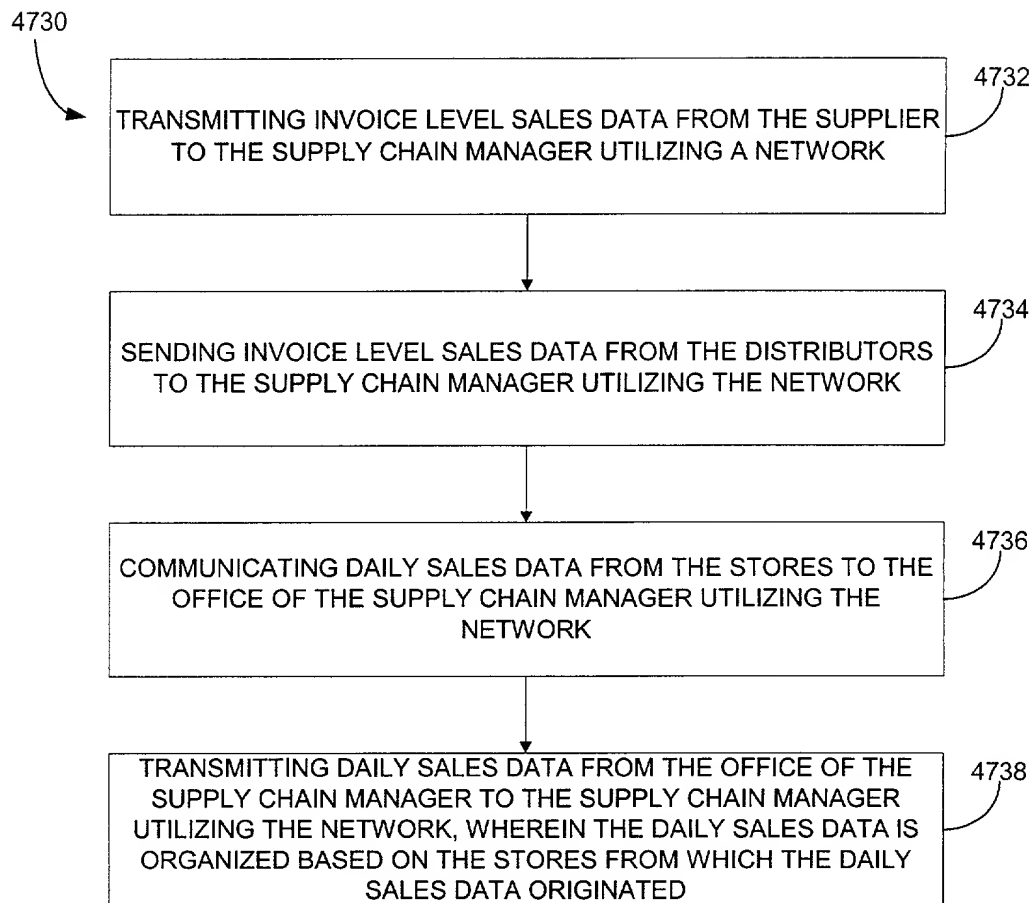 4730
4732
TRANSMITTING INVOICE LEVEL SALES DATA FROM THE SUPPLIER
TO THE SUPPLY CHAIN MANAGER UTILIZING A NETWORK
4734
SENDING INVOICE LEVEL SALES DATA FROM THE DISTRIBUTORS
TO THE SUPPLY CHAIN MANAGER UTILIZING THE NETWORK
4736
COMMUNICATING DAILY SALES DATA FROM THE STORES TO THE
OFFICE OF THE SUPPLY CHAIN MANAGER UTILIZING THE
NETWORK
4738
TRANSMITTING DAILY SALES DATA FROM THE OFFICE OF THE
SUPPLY CHAIN MANAGER TO THE SUPPLY CHAIN MANAGER
UTILIZING THE NETWORK, WHEREIN THE DAILY SALES DATA IS
ORGANIZED BASED ON THE STORES FROM WHICH THE DAILY
SALES DATA ORIGINATED